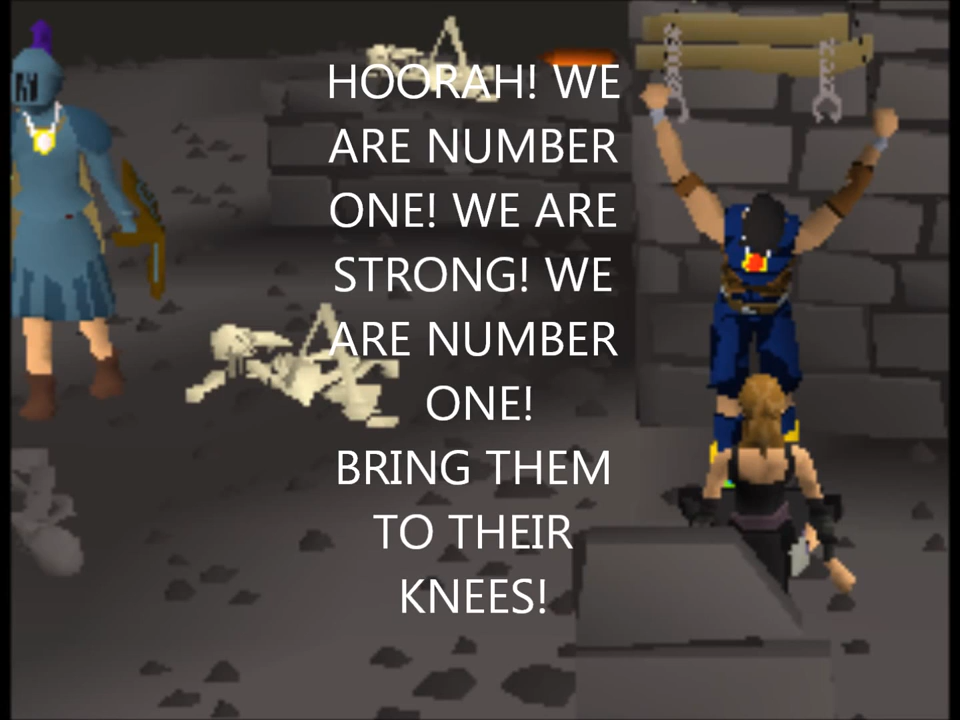 HOORAH! WE
ARE NUMBER
ONE! WE ARE
STRONG! WE
ARE NUMBER
ONE!
BRING THEM
TO THEIR
KNEES!